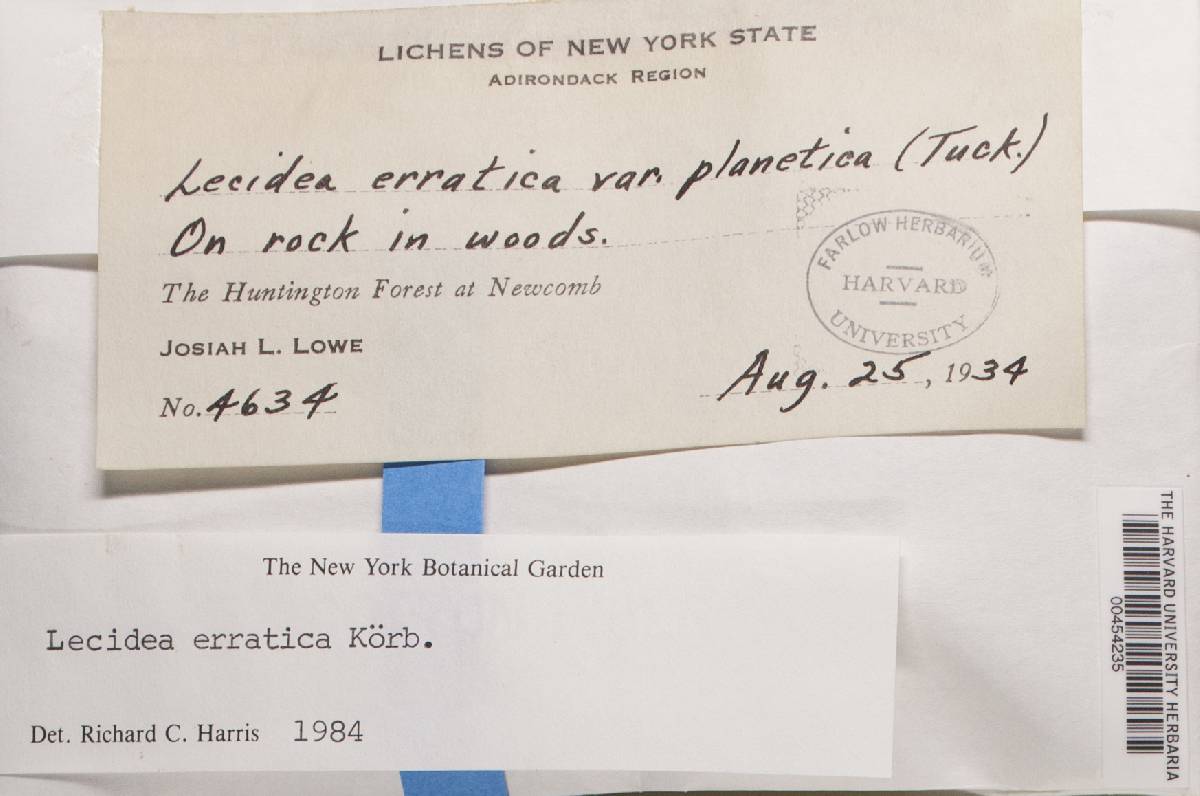 LICHENS OF NEW YORK STATE
ADIRONDACK REGION
Lecidea erratica var. planetica (Tuck.)
On rock in woods.
The Huntington Forest at Newcomb
FARLOW HERBARIUM
HARVARD
UNIVERSITY
JOSIAH L. LOWE
Aug. 25, 1934
No. 4634
The New York Botanical Garden
Lecidea erratica Körb.
Det. Richard C. Harris 1984
THE HARVARD UNIVERSITY HERBARIA
00454235